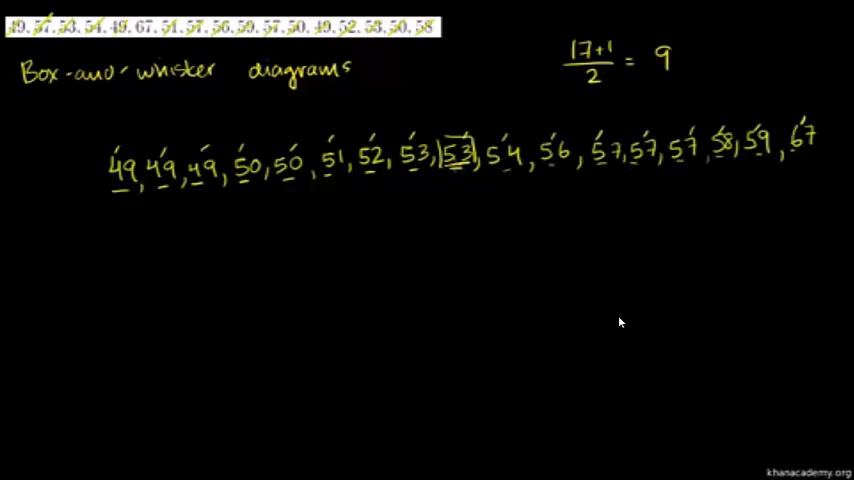 49, 57, 53, 54, 49, 67, 51, 57, 56, 59, 57, 50, 49, 52, 53, 50, 58
17+1
2
= 9
Box-and-whisker diagrams
49, 49, 49, 50, 50, 51, 52, 53, 53, 54, 56, 57, 57, 57, 58, 59, 67
khanacademy.org